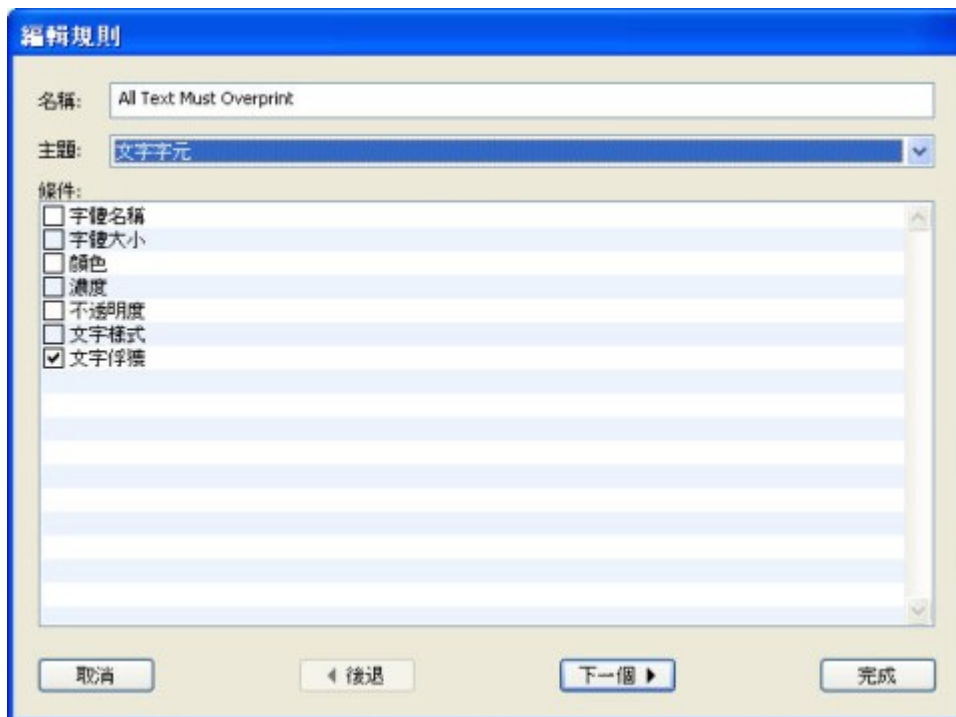 編輯規則
名稱: All Text Must Overprint
主題: 文字字元
條件:
字體名稱
字體大小
顏色
濃度
不透明度
文字樣式
文字俘獲
取消 後退 下一個 完成